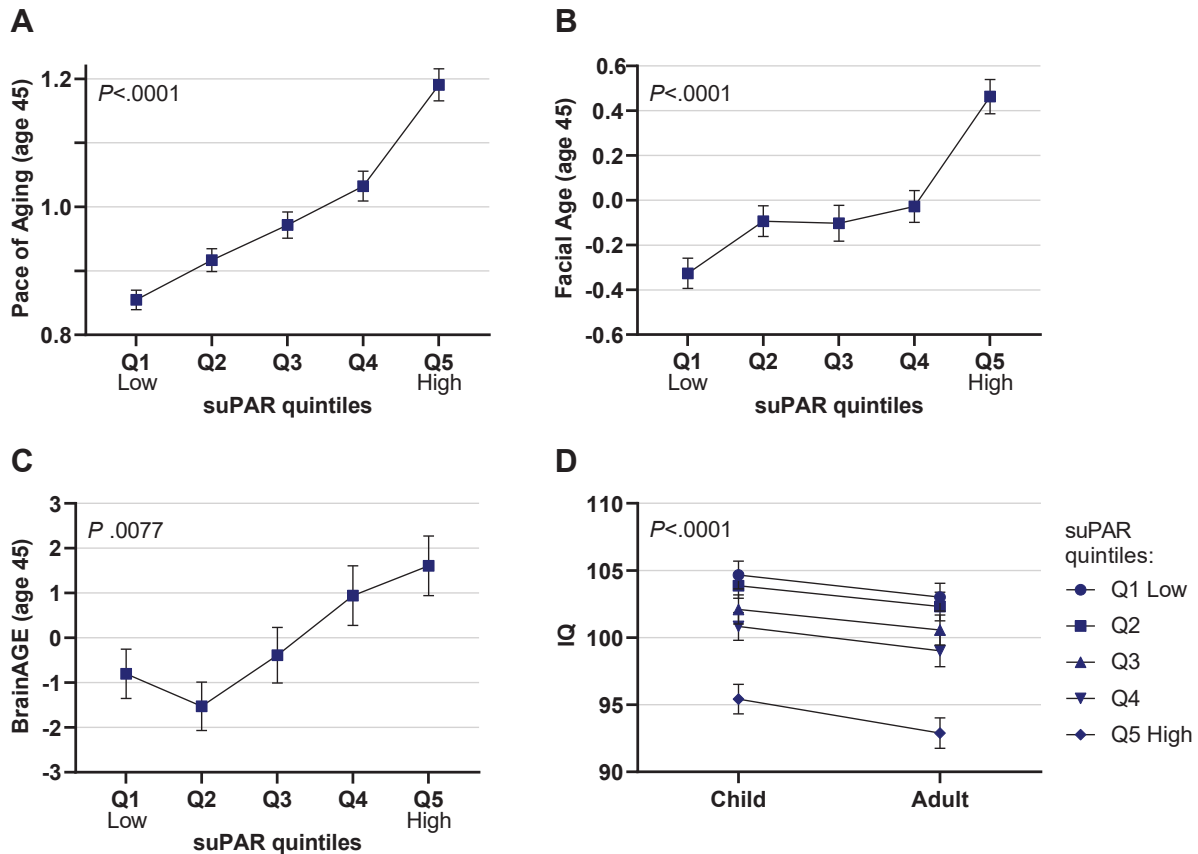 A
Pace of Aging (age 45)
P<.0001
1.2
1.0
0.8
Q1 Q2 Q3 Q4 Q5
Low High
suPAR quintiles
B
Facial Age (age 45)
P<.0001
0.6
0.4
0.2
0.0
-0.2
-0.4
-0.6
Q1 Q2 Q3 Q4 Q5
Low High
suPAR quintiles
C
BrainAGE (age 45)
P .0077
3
2
1
0
-1
-2
-3
Q1 Q2 Q3 Q4 Q5
Low High
suPAR quintiles
D
IQ
P<.0001
110
105
100
95
90
Child Adult
suPAR
quintiles:
Q1 Low
Q2
Q3
Q4
Q5 High